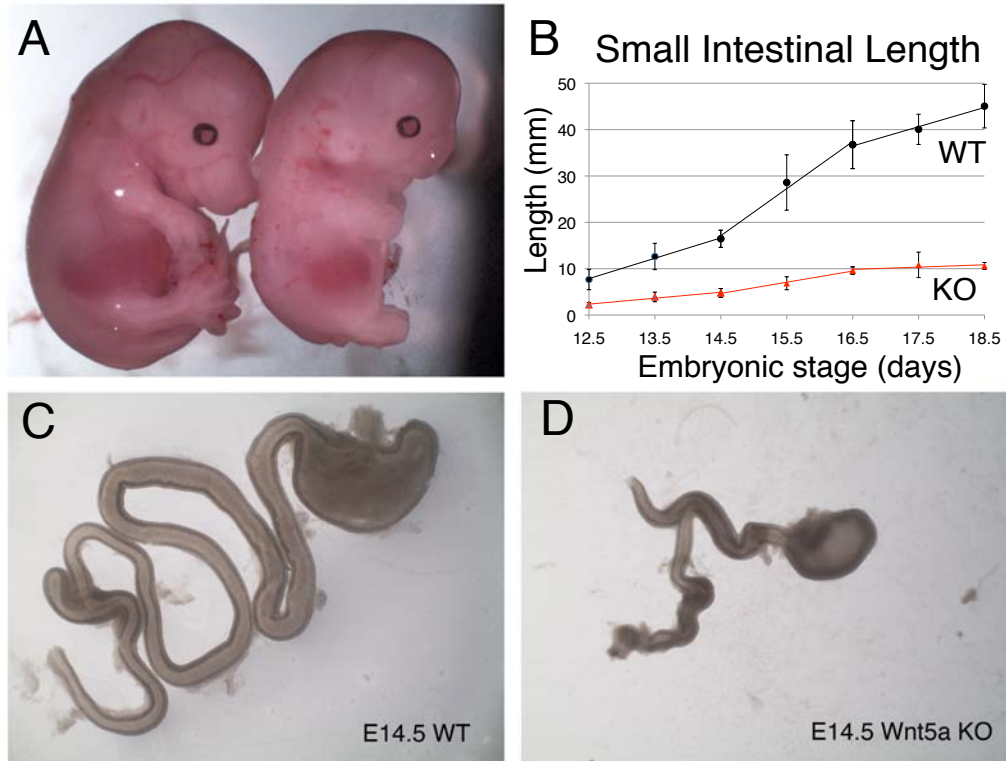 A
B
Small Intestinal Length
Length (mm)
50
40
30
20
10
0
WT
KO
12.5 13.5 14.5 15.5 16.5 17.5 18.5
Embryonic stage (days)
C
E14.5 WT
D
E14.5 Wnt5a KO